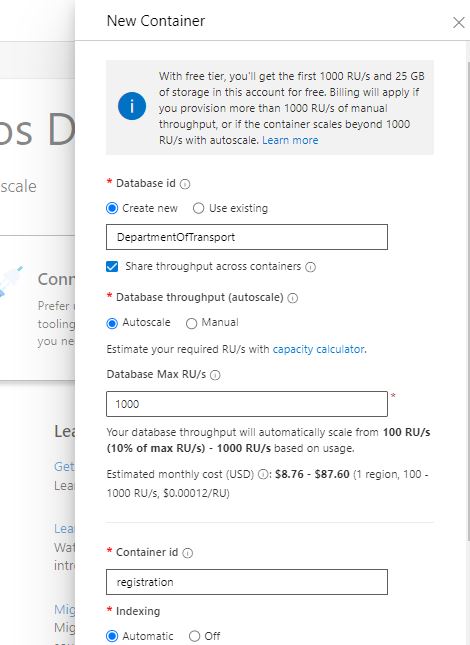 New Container
With free tier, you'll get the first 1000 RU/s and 25 GB
of storage in this account for free. Billing will apply
if you provision more than 1000 RU/s of manual
throughput, or if the container scales beyond 1000
RU/s with autoscale. Learn more
os D
scale
* Database id
Create new Use existing
DepartmentOfTransport
Share throughput across containers
* Database throughput (autoscale)
Autoscale Manual
Estimate your required RU/s with capacity calculator.
Database Max RU/s
1000 *
Your database throughput will automatically scale from 100 RU/s
(10% of max RU/s) - 1000 RU/s based on usage.
Estimated monthly cost (USD) : $8.76 - $87.60 (1 region, 100 -
1000 RU/s, $0.00012/RU)
* Container id
registration
* Indexing
Automatic Off
Conn
Prefer
tooling
you ne
Lea
Get
Lear
Lear
Wat
intr
Mig
Mig